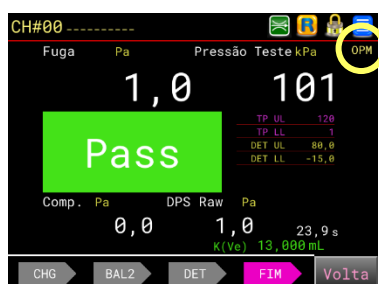 CH#00 ----------
R
Fuga Pa Pressão Teste kPa OPM
1,0 101
TP UL 120
TP LL 1
DET UL 80,0
DET LL -15,0
Pass
Comp. Pa DPS Raw Pa
0,0 1,0 23,9 s
K(Ve) 13,000 mL
CHG BAL2 DET FIM Volta